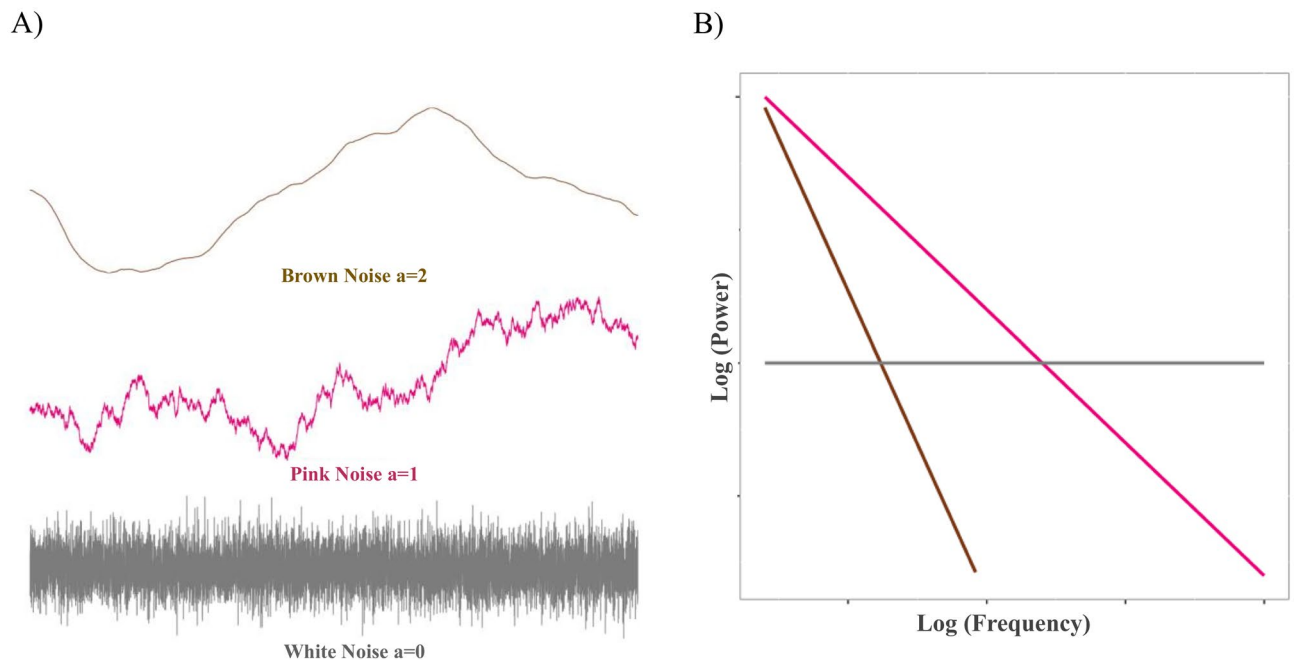 A)
Brown Noise a=2
Pink Noise a=1
White Noise a=0
B)
Log (Power)
Log (Frequency)